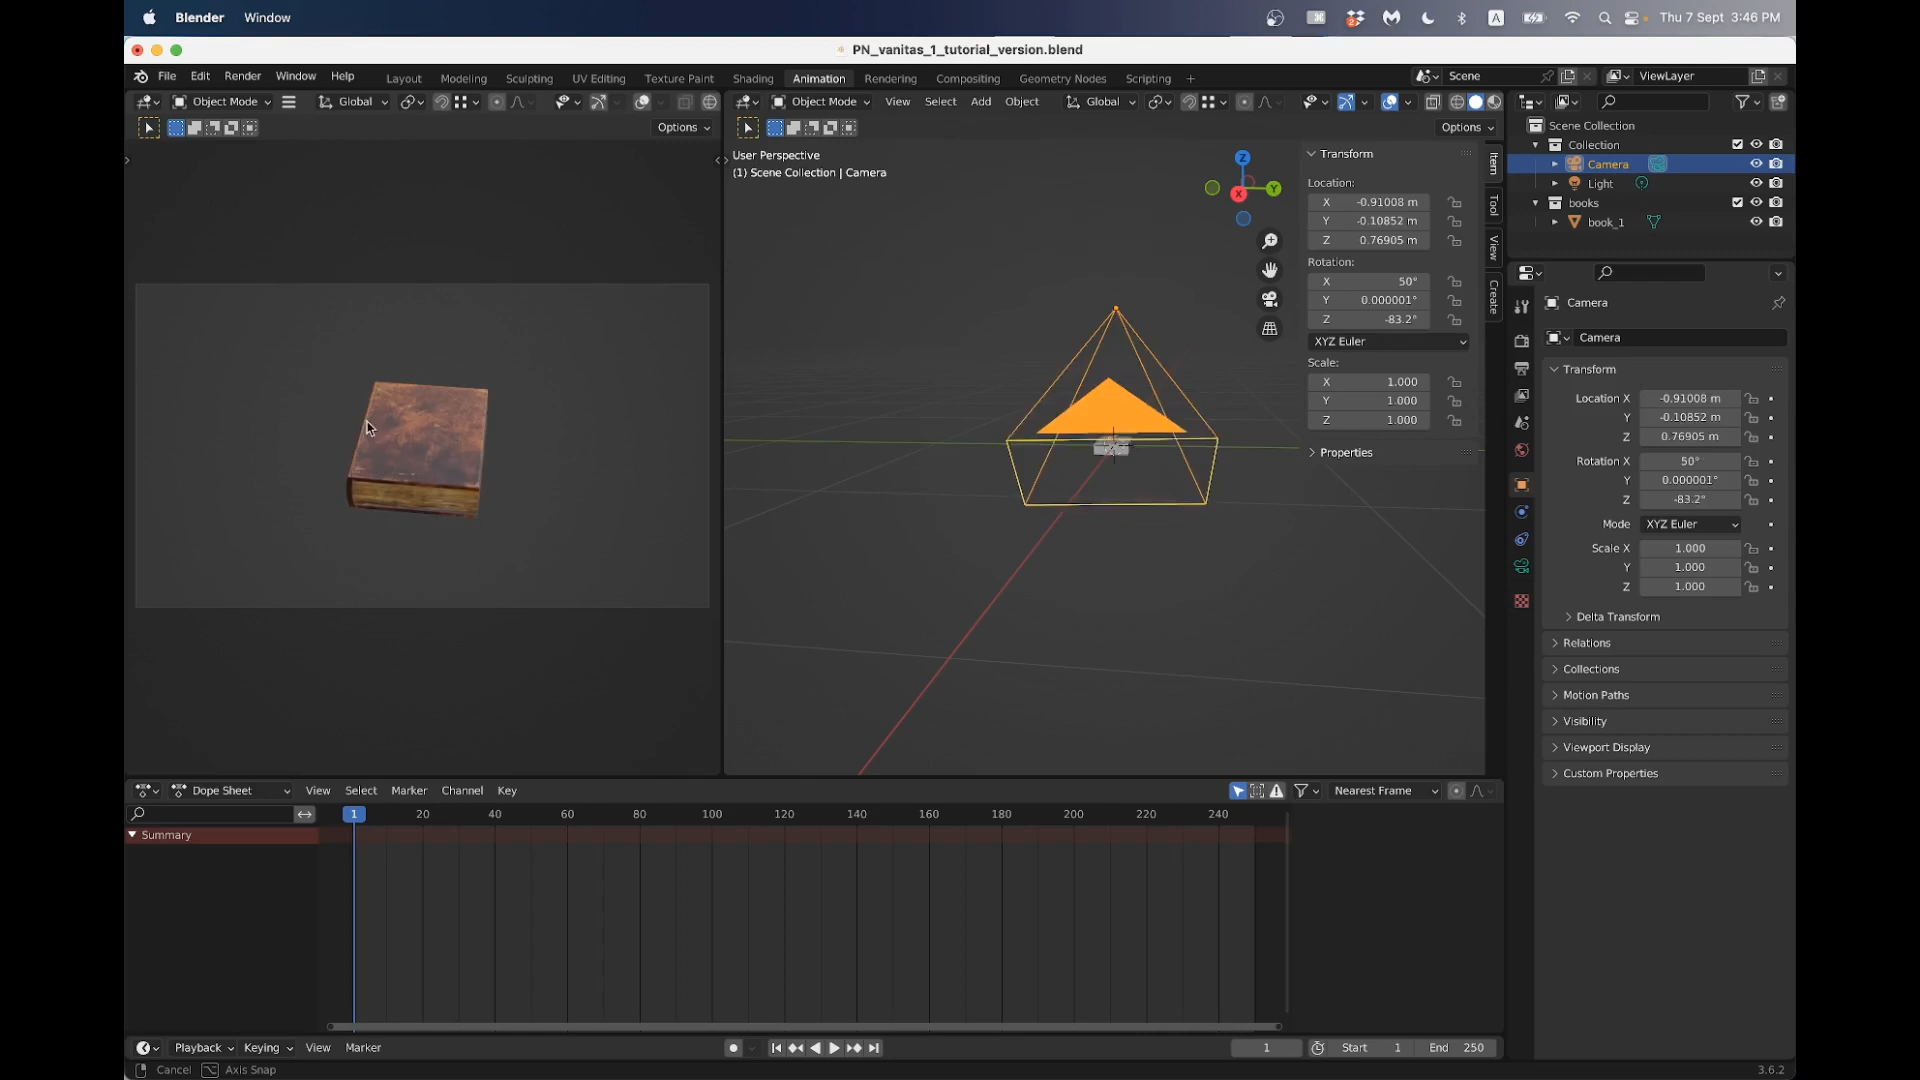 Blender Window A Thu 7 Sept 3:46 PM
PN_vanitas_1_tutorial_version.blend
File Edit Render Window Help Layout Modeling Sculpting UV Editing Texture Paint Shading Animation Rendering Compositing Geometry Nodes Scripting + Scene ViewLayer
Object Mode Global Object Mode View Select Add Object Global
Options Options
Scene Collection
Collection
Camera
Light
books
book_1
User Perspective
(1) Scene Collection | Camera
Z
Y
X
Transform
Location:
X -0.91008 m
Y -0.10852 m
Z 0.76905 m
Rotation:
X 50°
Y 0.000001°
Z -83.2°
XYZ Euler
Scale:
X 1.000
Y 1.000
Z 1.000
Properties
Item
Tool
View
Create
Camera
Camera
Transform
Location X -0.91008 m
Y -0.10852 m
Z 0.76905 m
Rotation X 50°
Y 0.000001°
Z -83.2°
Mode XYZ Euler
Scale X 1.000
Y 1.000
Z 1.000
Delta Transform
Relations
Collections
Motion Paths
Visibility
Viewport Display
Custom Properties
Dope Sheet View Select Marker Channel Key Nearest Frame
1 20 40 60 80 100 120 140 160 180 200 220 240
Summary
Playback Keying View Marker 1 Start 1 End 250
Cancel Axis Snap 3.6.2